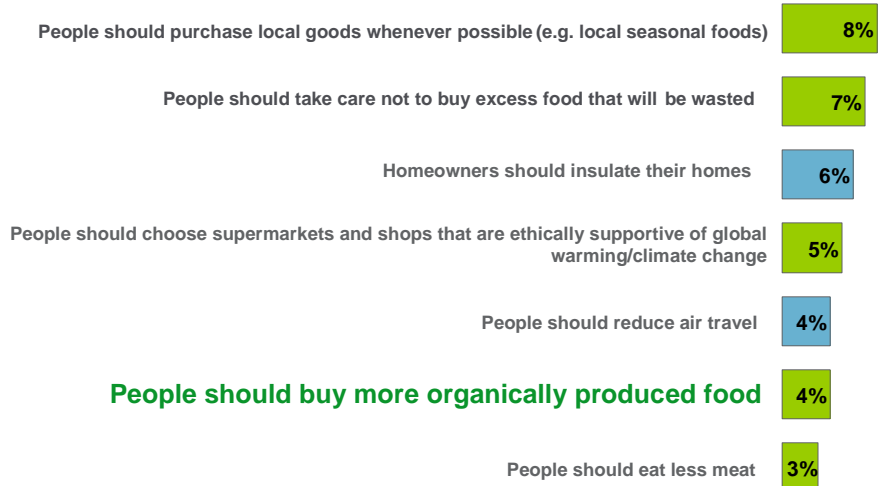 People should purchase local goods whenever possible (e.g. local seasonal foods) 8%
People should take care not to buy excess food that will be wasted 7%
Homeowners should insulate their homes 6%
People should choose supermarkets and shops that are ethically supportive of global
warming/climate change 5%
People should reduce air travel 4%
People should buy more organically produced food 4%
People should eat less meat 3%